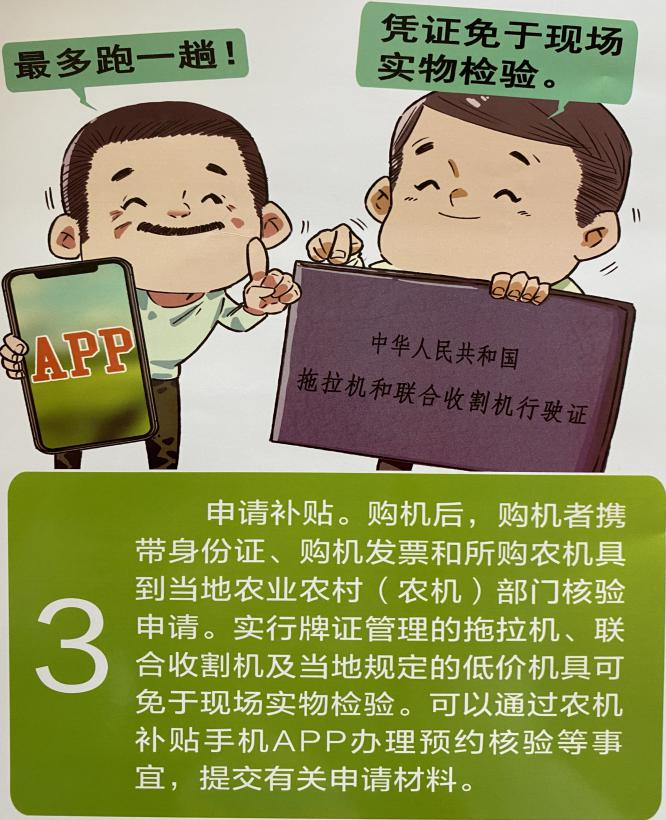 最多跑一趟！
凭证免于现场
实物检验。
APP
中华人民共和国
拖拉机和联合收割机行驶证
3
申请补贴。购机后，购机者携
带身份证、购机发票和所购农机具
到当地农业农村（农机）部门核验
申请。实行牌证管理的拖拉机、联
合收割机及当地规定的低价机具可
免于现场实物检验。可以通过农机
补贴手机APP办理预约核验等事
宜，提交有关申请材料。